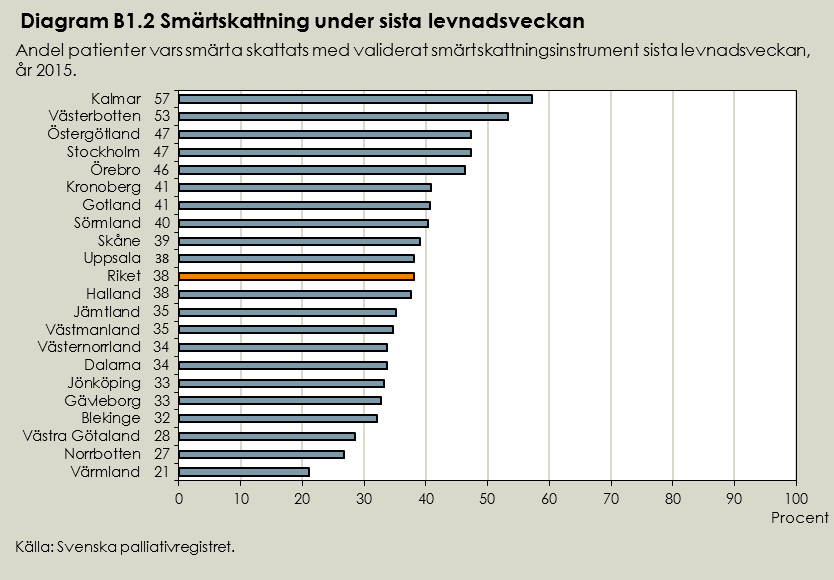 Diagram B1.2 Smärtskattning under sista levnadsveckan
Andel patienter vars smärta skattats med validerat smärtskattningsinstrument sista levnadsveckan,
år 2015.
Kalmar 57
Västerbotten 53
Östergötland 47
Stockholm 47
Örebro 46
Kronoberg 41
Gotland 41
Sörmland 40
Skåne 39
Uppsala 38
Riket 38
Halland 38
Jämtland 35
Västmanland 35
Västernorrland 34
Dalarna 34
Jönköping 33
Gävleborg 33
Blekinge 32
Västra Götaland 28
Norrbotten 27
Värmland 21
0 10 20 30 40 50 60 70 80 90 100
Procent
Källa: Svenska palliativregistret.